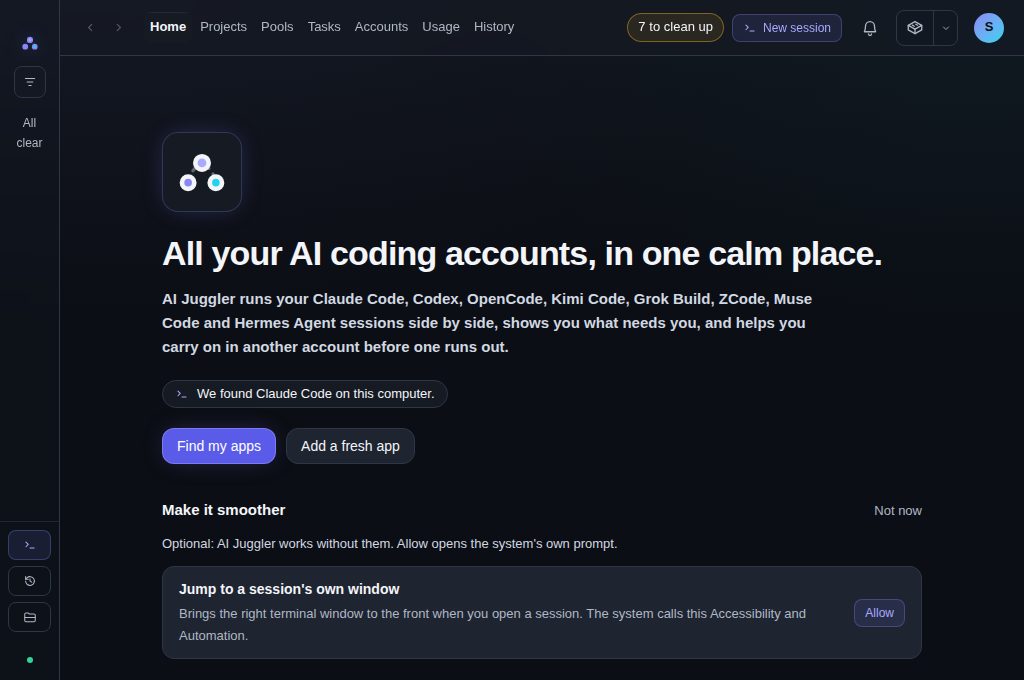 Home Projects Pools Tasks Accounts Usage History
7 to clean up
New session
S
All
clear
All your AI coding accounts, in one calm place.
AI Juggler runs your Claude Code, Codex, OpenCode, Kimi Code, Grok Build, ZCode, Muse
Code and Hermes Agent sessions side by side, shows you what needs you, and helps you
carry on in another account before one runs out.
We found Claude Code on this computer.
Find my apps
Add a fresh app
Make it smoother
Not now
Optional: AI Juggler works without them. Allow opens the system's own prompt.
Jump to a session's own window
Brings the right terminal window to the front when you open a session. The system calls this Accessibility and
Automation.
Allow